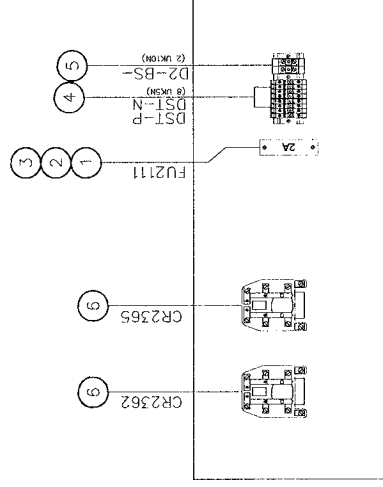 CR2362
6
CR2365
6
FU2111
2A
1
2
3
DST-P
DST-N
(8 UK5N)
4
D2-BS-
(2 UK10N)
5